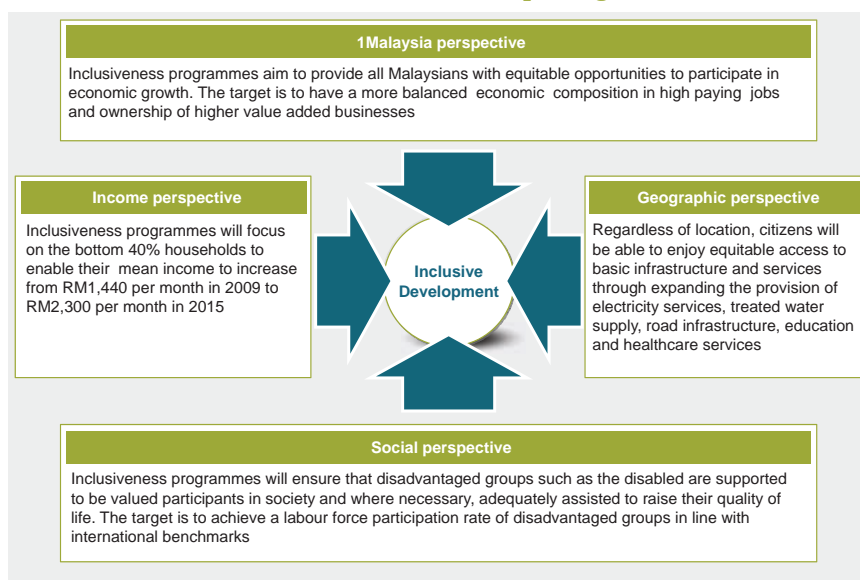 1Malaysia perspective
Inclusiveness programmes aim to provide all Malaysians with equitable opportunities to participate in
economic growth. The target is to have a more balanced economic composition in high paying jobs
and ownership of higher value added businesses
Income perspective
Inclusiveness programmes will focus
on the bottom 40% households to
enable their mean income to increase
from RM1,440 per month in 2009 to
RM2,300 per month in 2015
Inclusive
Development
Geographic perspective
Regardless of location, citizens will
be able to enjoy equitable access to
basic infrastructure and services
through expanding the provision of
electricity services, treated water
supply, road infrastructure, education
and healthcare services
Social perspective
Inclusiveness programmes will ensure that disadvantaged groups such as the disabled are supported
to be valued participants in society and where necessary, adequately assisted to raise their quality of
life. The target is to achieve a labour force participation rate of disadvantaged groups in line with
international benchmarks